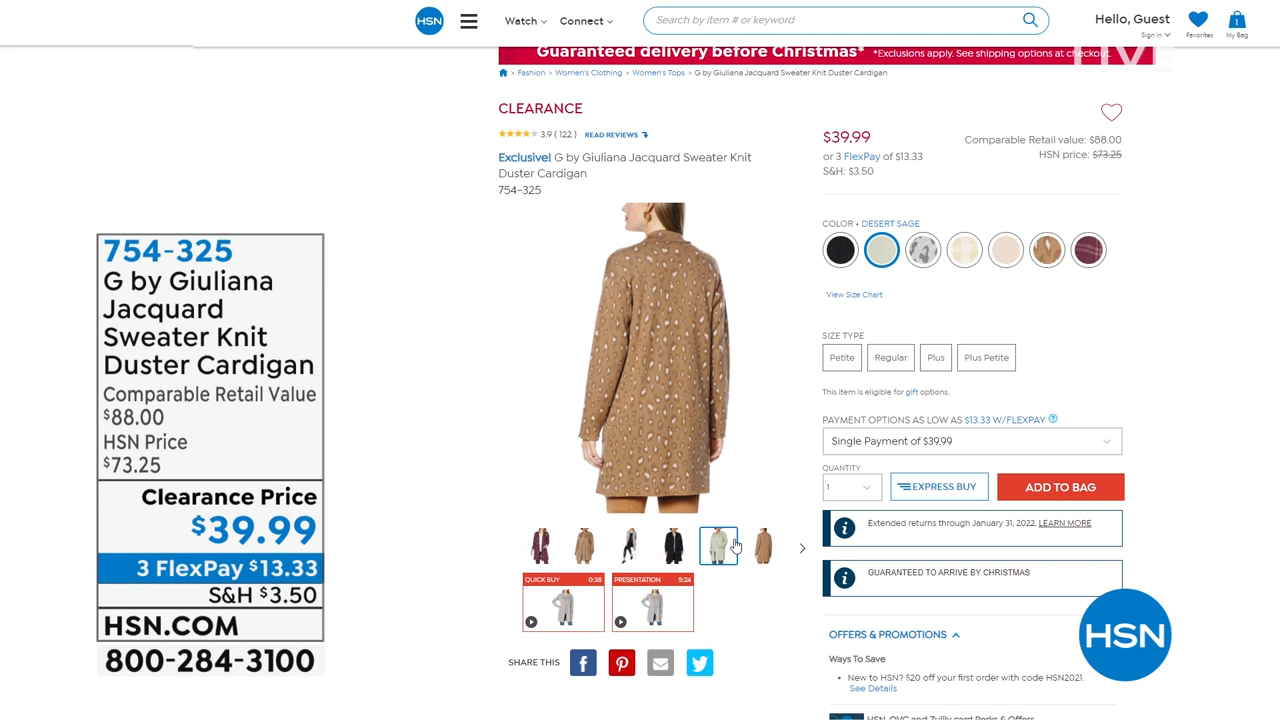 HSN
Watch
Connect
Search by item # or keyword
Hello, Guest
Sign in
Favorites
1
My Bag
Guaranteed delivery before Christmas* *Exclusions apply. See shipping options at checkout.
LIVE
> Fashion > Women's Clothing > Women's Tops > G by Giuliana Jacquard Sweater Knit Duster Cardigan
CLEARANCE
3.9 ( 122 ) READ REVIEWS
Exclusive! G by Giuliana Jacquard Sweater Knit
Duster Cardigan
754-325
$39.99
or 3 FlexPay of $13.33
S&H: $3.50
Comparable Retail value: $88.00
HSN price: $73.25
COLOR • DESERT SAGE
View Size Chart
SIZE TYPE
Petite
Regular
Plus
Plus Petite
This item is eligible for gift options.
PAYMENT OPTIONS AS LOW AS $13.33 W/FLEXPAY
Single Payment of $39.99
QUANTITY
1
EXPRESS BUY
ADD TO BAG
Extended returns through January 31, 2022. LEARN MORE
GUARANTEED TO ARRIVE BY CHRISTMAS
OFFERS & PROMOTIONS
Ways To Save
• New to HSN? $20 off your first order with code HSN2021.
See Details
HSN, QVC and Zulily card Perks & Offers
QUICK BUY 0:38
PRESENTATION 5:24
SHARE THIS
754-325
G by Giuliana
Jacquard
Sweater Knit
Duster Cardigan
Comparable Retail Value
$88.00
HSN Price
$73.25
Clearance Price
$39.99
3 FlexPay $13.33
S&H $3.50
HSN.COM
800-284-3100
HSN